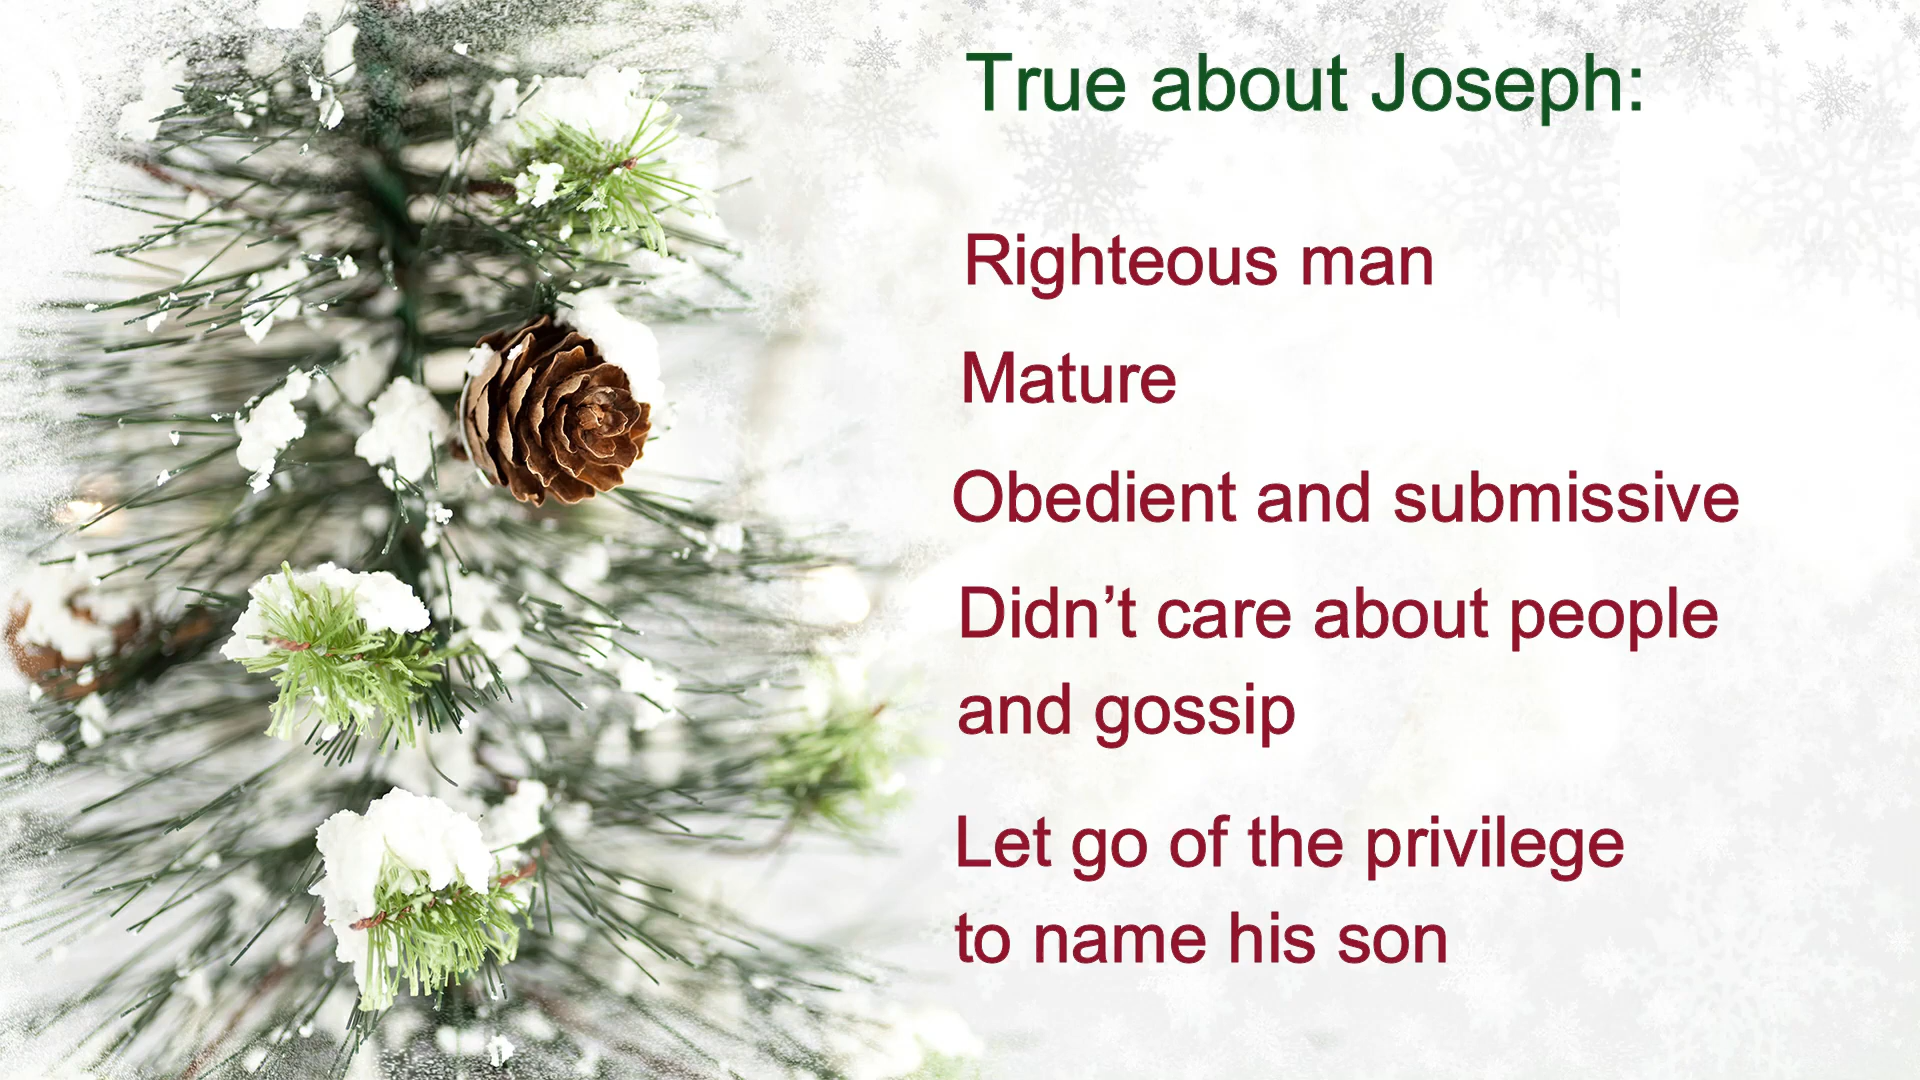 True about Joseph:
Righteous man
Mature
Obedient and submissive
Didn’t care about people
and gossip
Let go of the privilege
to name his son